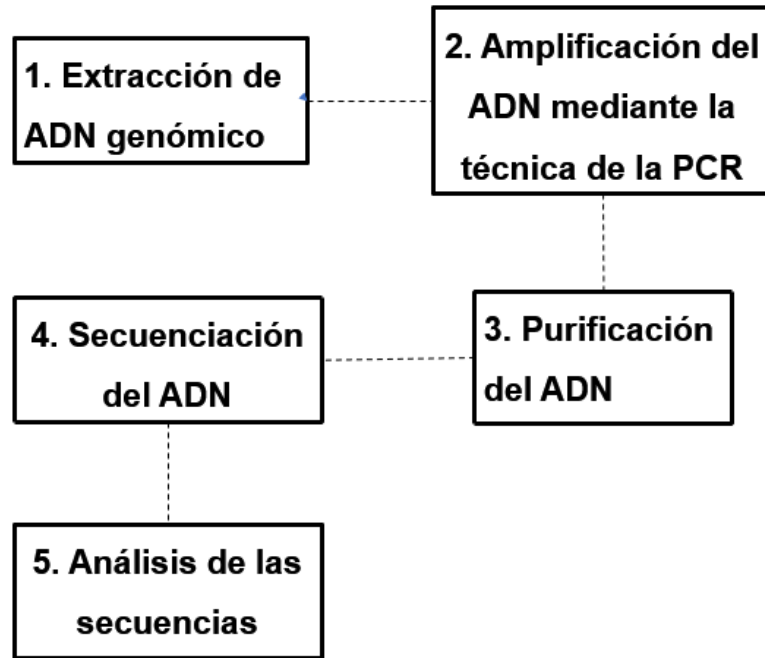 1. Extracción de
ADN genómico
2. Amplificación del
ADN mediante la
técnica de la PCR
3. Purificación
del ADN
4. Secuenciación
del ADN
5. Análisis de las
secuencias